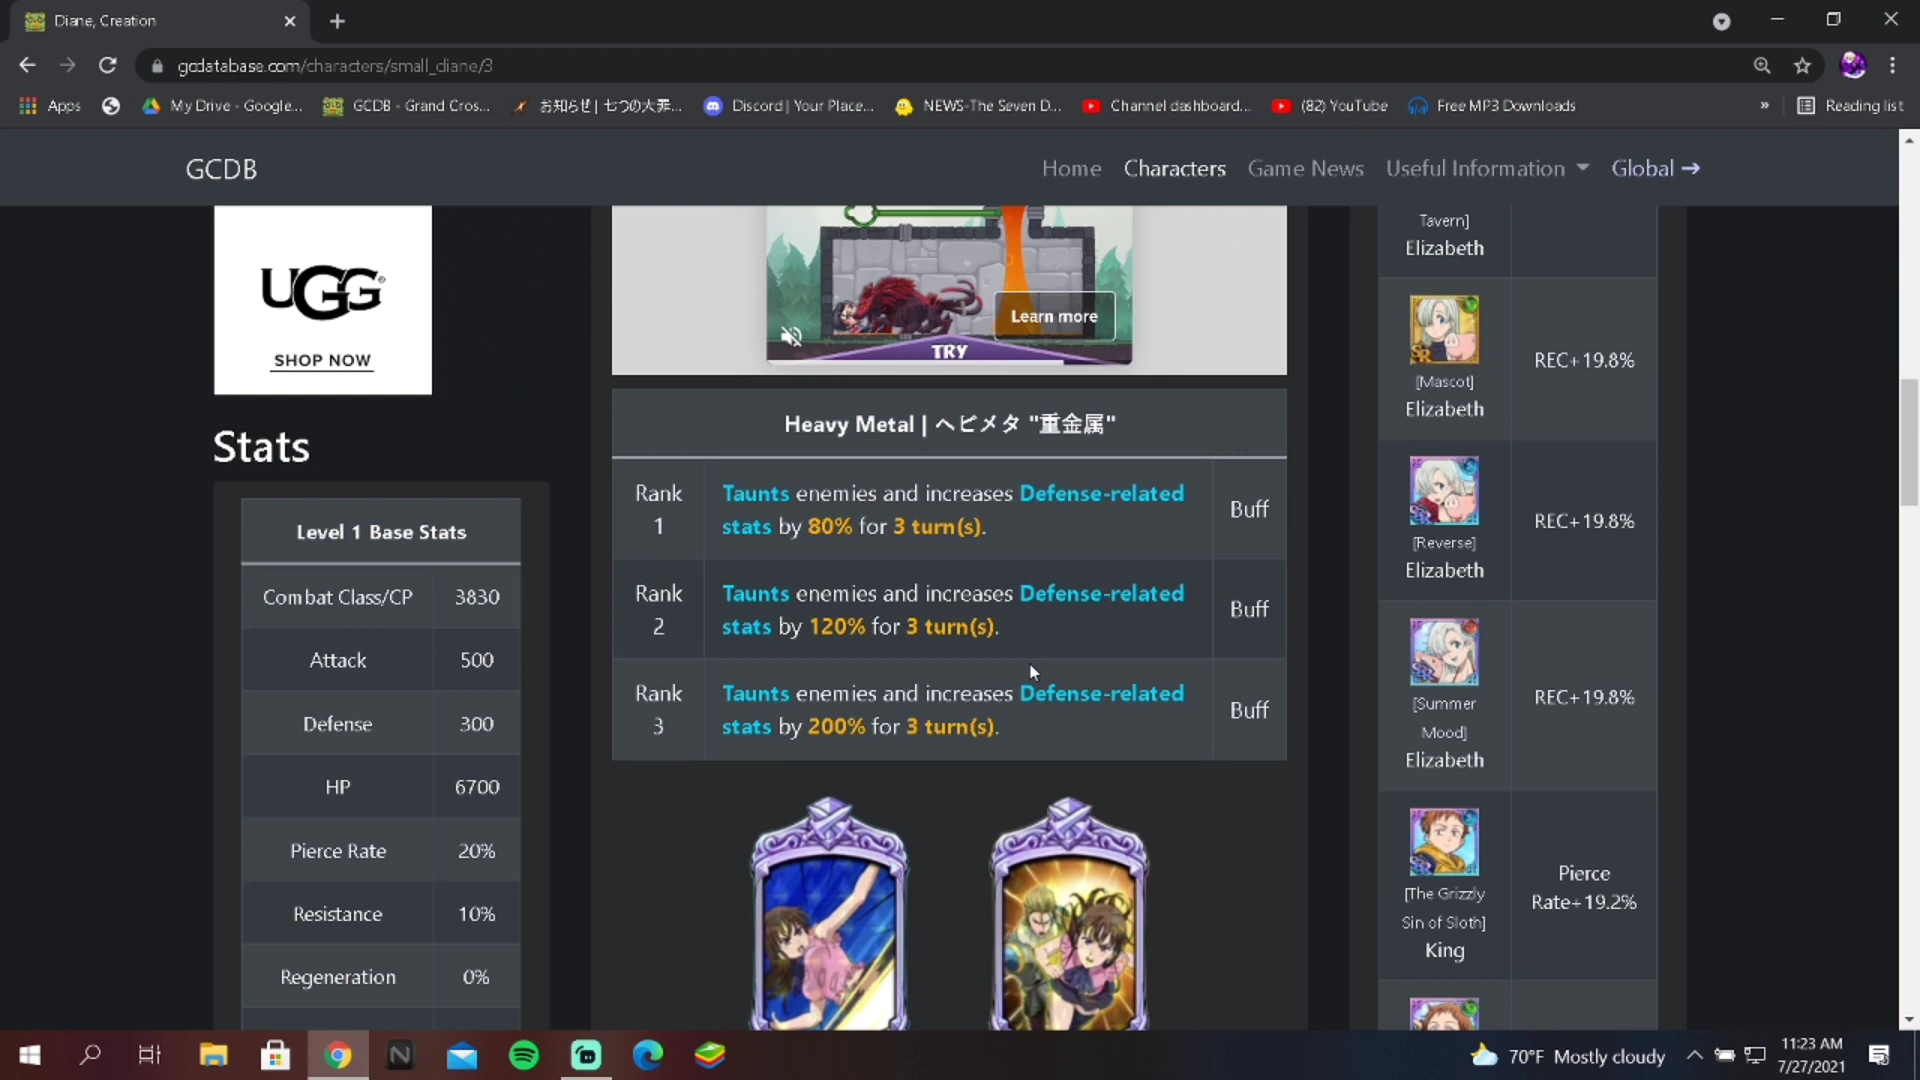 Diane, Creation
gcdatabase.com/characters/small_diane/3
Apps
My Drive - Google...
GCDB - Grand Cros...
お知らせ | 七つの大罪...
Discord | Your Place...
NEWS-The Seven D...
Channel dashboard...
(82) YouTube
Free MP3 Downloads
»
Reading list
GCDB
Home
Characters
Game News
Useful Information
Global →
UGG
SHOP NOW
Learn more
TRY
Stats
Level 1 Base Stats
Combat Class/CP 3830
Attack 500
Defense 300
HP 6700
Pierce Rate 20%
Resistance 10%
Regeneration 0%
Heavy Metal | ヘビメタ "重金属"
Rank 1
Taunts enemies and increases Defense-related
stats by 80% for 3 turn(s).
Buff
Rank 2
Taunts enemies and increases Defense-related
stats by 120% for 3 turn(s).
Buff
Rank 3
Taunts enemies and increases Defense-related
stats by 200% for 3 turn(s).
Buff
Tavern]
Elizabeth
SR
[Mascot]
Elizabeth
REC+19.8%
[Reverse]
Elizabeth
REC+19.8%
[Summer
Mood]
Elizabeth
REC+19.8%
[The Grizzly
Sin of Sloth]
King
Pierce
Rate+19.2%
70°F Mostly cloudy
11:23 AM
7/27/2021